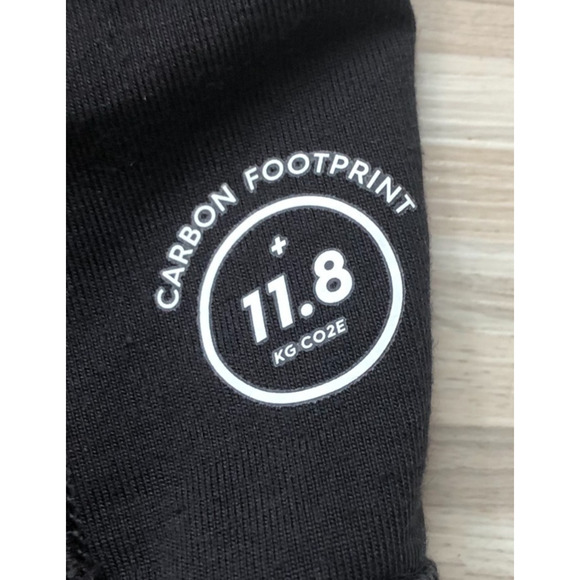 CARBON FOOTPRINT
+
11.8
KG CO2E